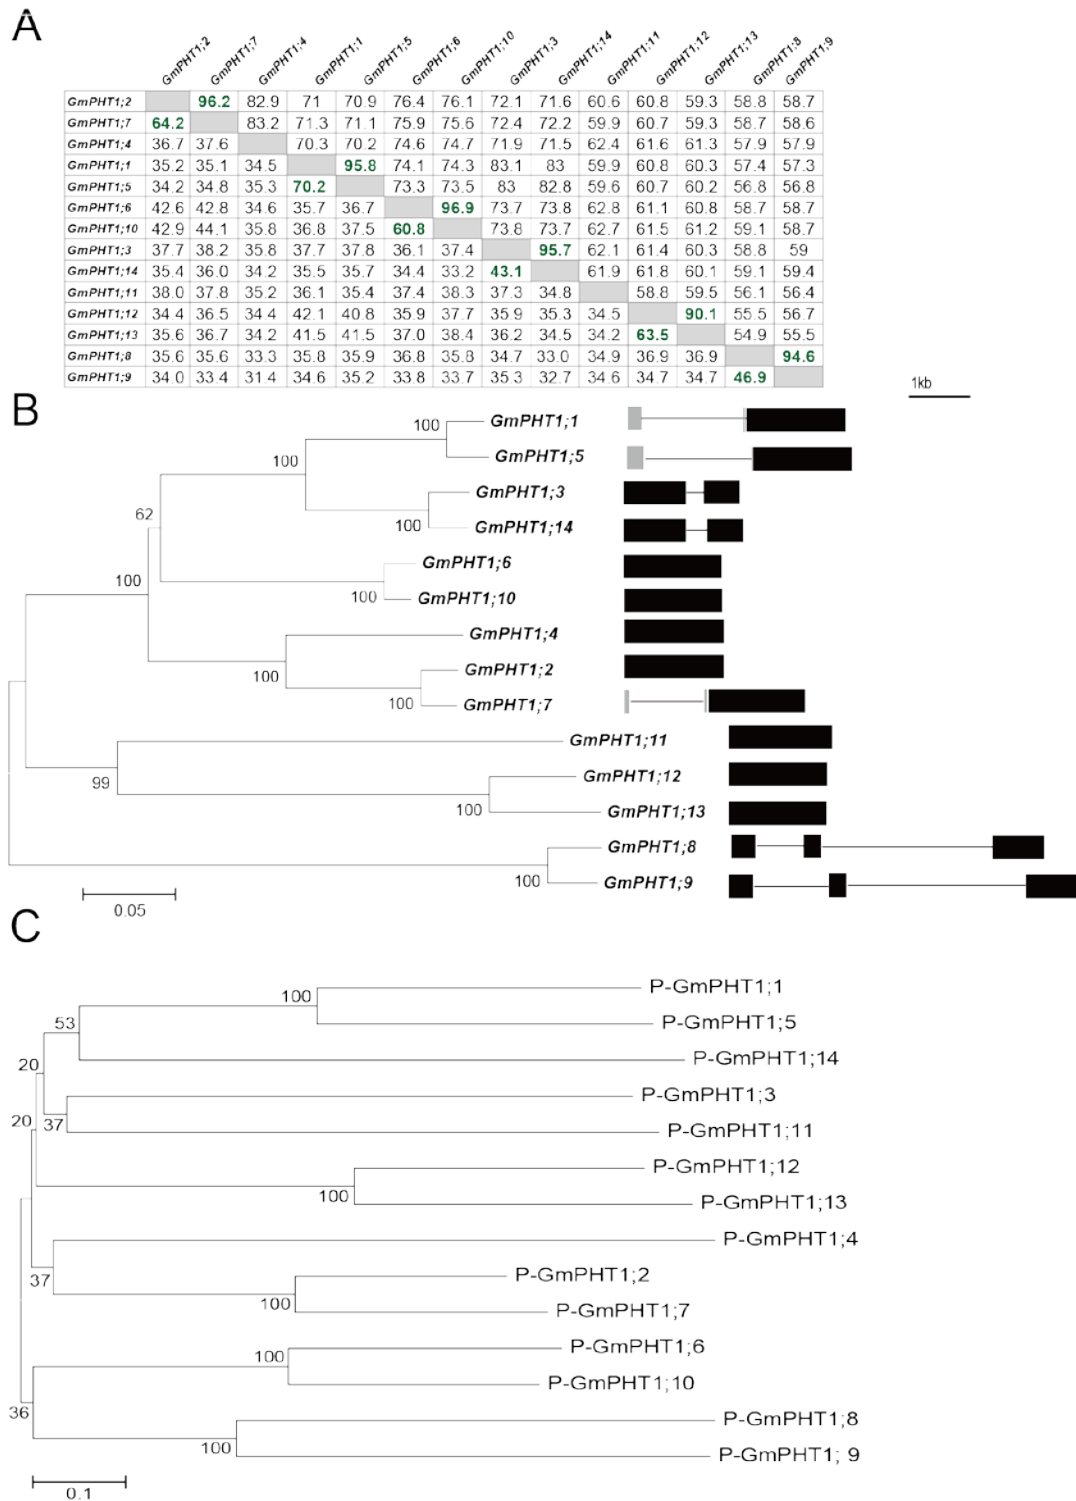 A
GmPHT1;2 GmPHT1;7 GmPHT1;4 GmPHT1;1 GmPHT1;5 GmPHT1;6 GmPHT1;10 GmPHT1;3 GmPHT1;14 GmPHT1;11 GmPHT1;12 GmPHT1;13 GmPHT1;8 GmPHT1;9
GmPHT1;2 96.2 82.9 71 70.9 76.4 76.1 72.1 71.6 60.6 60.8 59.3 58.8 58.7
GmPHT1;7 64.2 83.2 71.3 71.1 75.9 75.6 72.4 72.2 59.9 60.7 59.3 58.7 58.6
GmPHT1;4 36.7 37.6 70.3 70.2 74.6 74.7 71.9 71.5 62.4 61.6 61.3 57.9 57.9
GmPHT1;1 35.2 35.1 34.5 95.8 74.1 74.3 83.1 83 59.9 60.8 60.3 57.4 57.3
GmPHT1;5 34.2 34.8 35.3 70.2 73.3 73.5 83 82.8 59.6 60.7 60.2 56.8 56.8
GmPHT1;6 42.6 42.8 34.6 35.7 36.7 96.9 73.7 73.8 62.8 61.1 60.8 58.7 58.7
GmPHT1;10 42.9 44.1 35.8 36.8 37.5 60.8 73.8 73.7 62.7 61.5 61.2 59.1 58.7
GmPHT1;3 37.7 38.2 35.8 37.7 37.8 36.1 37.4 95.7 62.1 61.4 60.3 58.8 59
GmPHT1;14 35.4 36.0 34.2 35.5 35.7 34.4 33.2 43.1 61.9 61.8 60.1 59.1 59.4
GmPHT1;11 38.0 37.8 35.2 36.1 35.4 37.4 38.3 37.3 34.8 58.8 59.5 56.1 56.4
GmPHT1;12 34.4 36.5 34.4 42.1 40.8 35.9 37.7 35.9 35.3 34.5 90.1 55.5 56.7
GmPHT1;13 35.6 36.7 34.2 41.5 41.5 37.0 38.4 36.2 34.5 34.2 63.5 54.9 55.5
GmPHT1;8 35.6 35.6 33.3 35.8 35.9 36.8 35.8 34.7 33.0 34.9 36.9 36.9 94.6
GmPHT1;9 34.0 33.4 31.4 34.6 35.2 33.8 33.7 35.3 32.7 34.6 34.7 34.7 46.9
1kb
B
100 GmPHT1;1
GmPHT1;5
100
GmPHT1;3
100 GmPHT1;14
62
GmPHT1;6
100
100 GmPHT1;10
GmPHT1;4
100 GmPHT1;2
100 GmPHT1;7
GmPHT1;11
99 GmPHT1;12
100 GmPHT1;13
GmPHT1;8
100 GmPHT1;9
0.05
C
100 P-GmPHT1;1
53 P-GmPHT1;5
20 P-GmPHT1;14
P-GmPHT1;3
20 37 P-GmPHT1;11
P-GmPHT1;12
100 P-GmPHT1;13
P-GmPHT1;4
37 P-GmPHT1;2
100 P-GmPHT1;7
100 P-GmPHT1;6
P-GmPHT1;10
36 P-GmPHT1;8
100 P-GmPHT1; 9
0.1